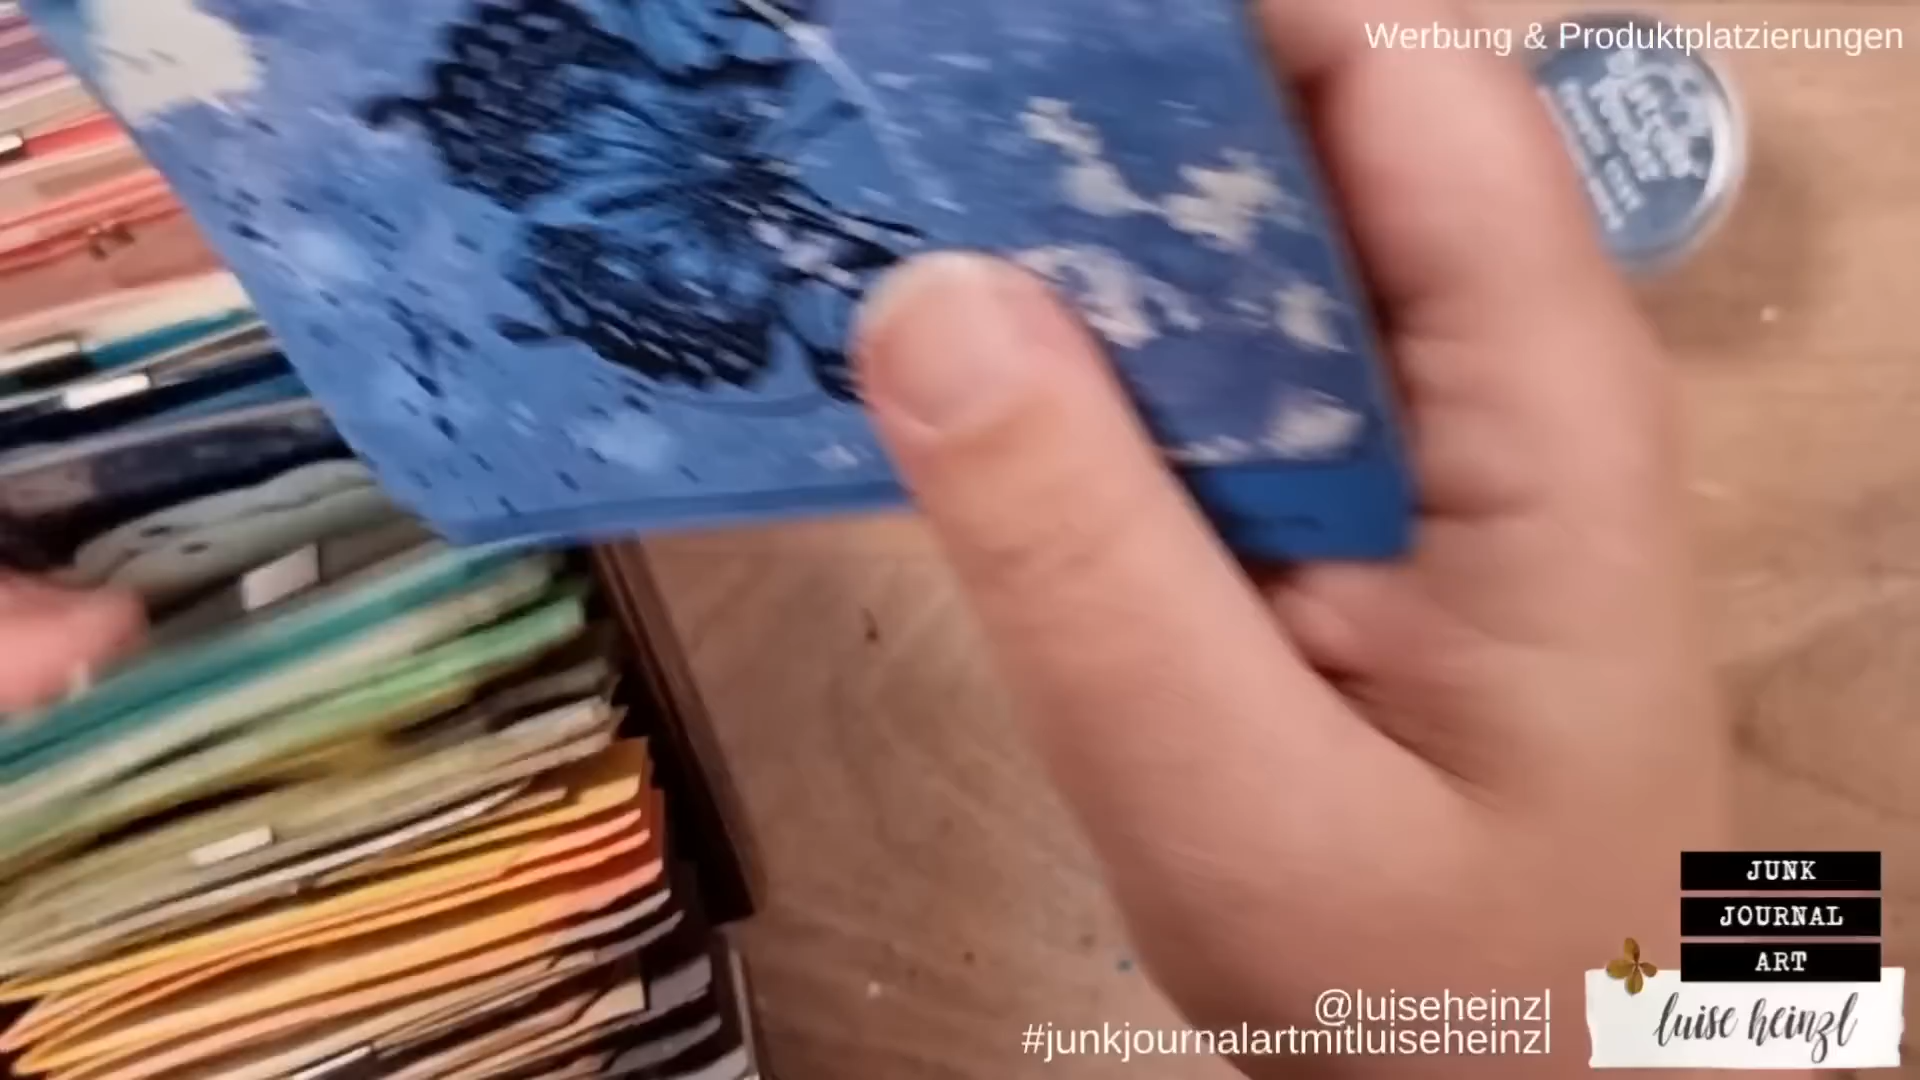 Werbung & Produktplatzierungen
JUNK
JOURNAL
ART
@luiseheinzl
#junkjournalartmitluiseheinzl
luise heinzl